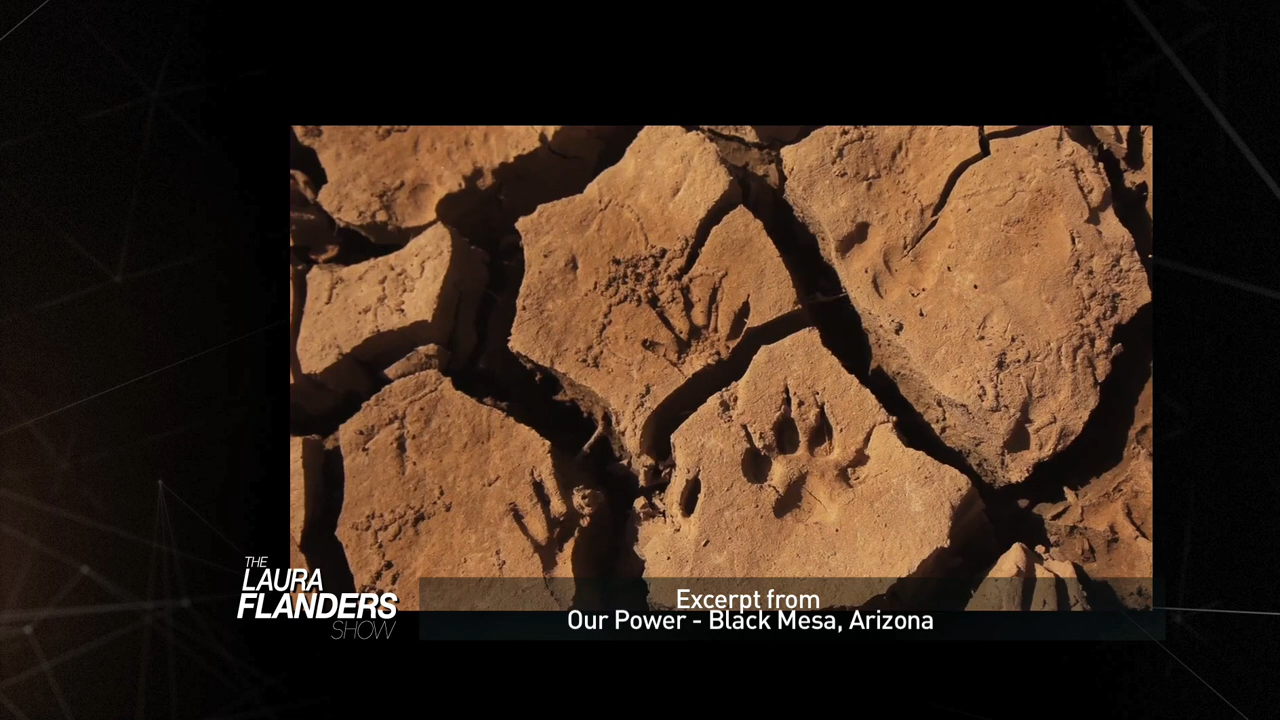 THE
LAURA
FLANDERS
SHOW
Excerpt from
Our Power - Black Mesa, Arizona